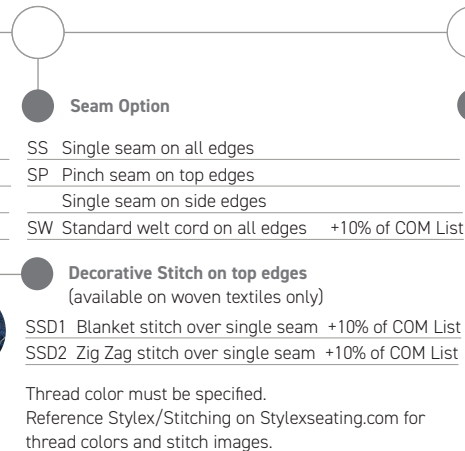 Seam Option
SS Single seam on all edges
SP Pinch seam on top edges
Single seam on side edges
SW Standard welt cord on all edges +10% of COM List
Decorative Stitch on top edges
(available on woven textiles only)
SSD1 Blanket stitch over single seam +10% of COM List
SSD2 Zig Zag stitch over single seam +10% of COM List
Thread color must be specified.
Reference Stylex/Stitching on Stylexseating.com for
thread colors and stitch images.